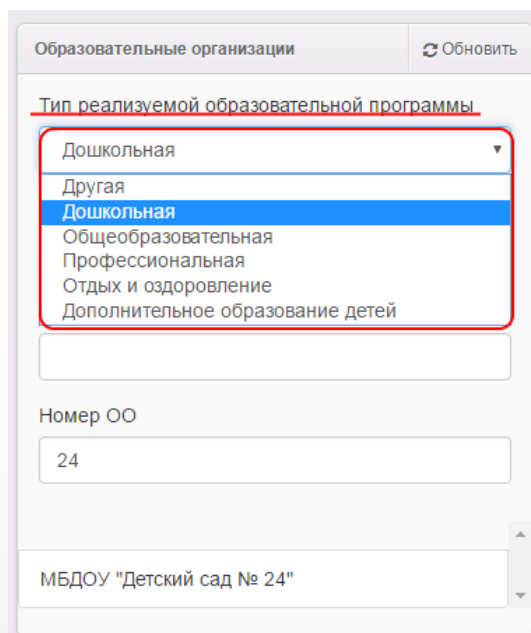 Образовательные организации
Обновить
Тип реализуемой образовательной программы
Дошкольная
Другая
Дошкольная
Общеобразовательная
Профессиональная
Отдых и оздоровление
Дополнительное образование детей
Номер ОО
24
МБДОУ "Детский сад № 24"